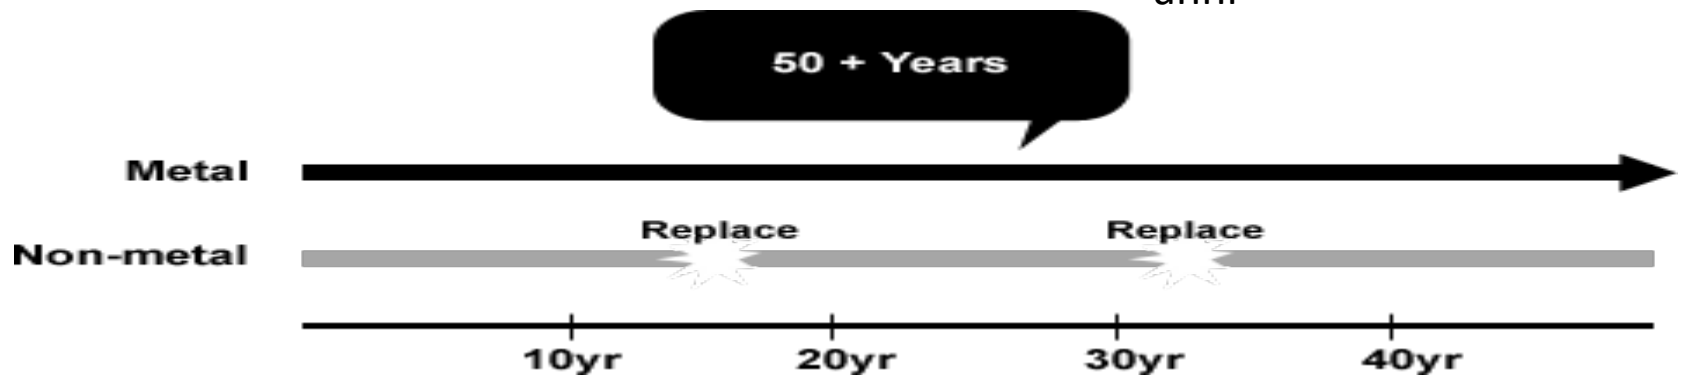 50 + Years
Metal
Replace Replace
Non-metal
10yr 20yr 30yr 40yr